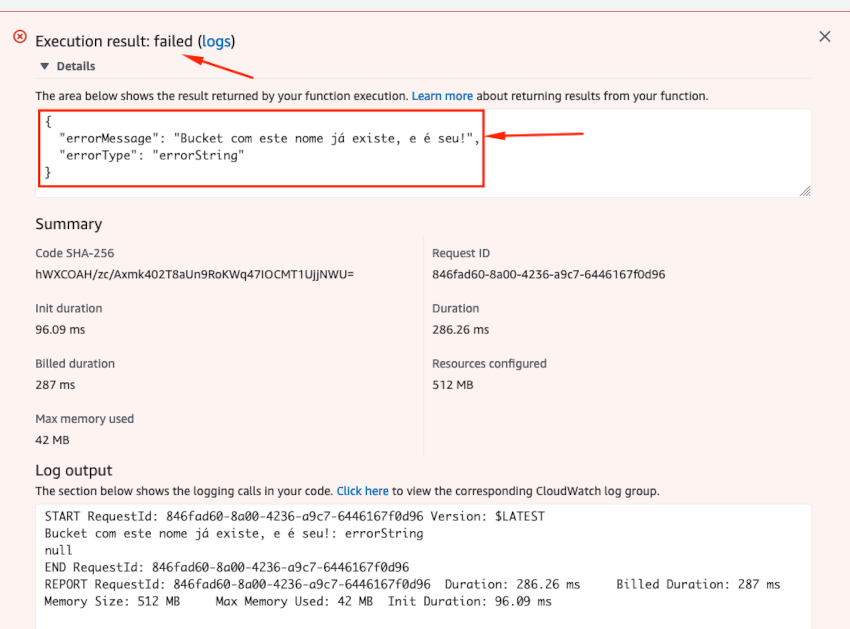 Execution result: failed (logs)
Details
The area below shows the result returned by your function execution. Learn more about returning results from your function.
{
"errorMessage": "Bucket com este nome já existe, e é seu!",
"errorType": "errorString"
}
Summary
Code SHA-256
hWXCOAH/zc/Axmk402T8aUn9RoKWq47IOCMT1UjjNWU=
Request ID
846fad60-8a00-4236-a9c7-6446167f0d96
Init duration
96.09 ms
Duration
286.26 ms
Billed duration
287 ms
Resources configured
512 MB
Max memory used
42 MB
Log output
The section below shows the logging calls in your code. Click here to view the corresponding CloudWatch log group.
START RequestId: 846fad60-8a00-4236-a9c7-6446167f0d96 Version: $LATEST
Bucket com este nome já existe, e é seu!: errorString
null
END RequestId: 846fad60-8a00-4236-a9c7-6446167f0d96
REPORT RequestId: 846fad60-8a00-4236-a9c7-6446167f0d96 Duration: 286.26 ms Billed Duration: 287 ms
Memory Size: 512 MB Max Memory Used: 42 MB Init Duration: 96.09 ms